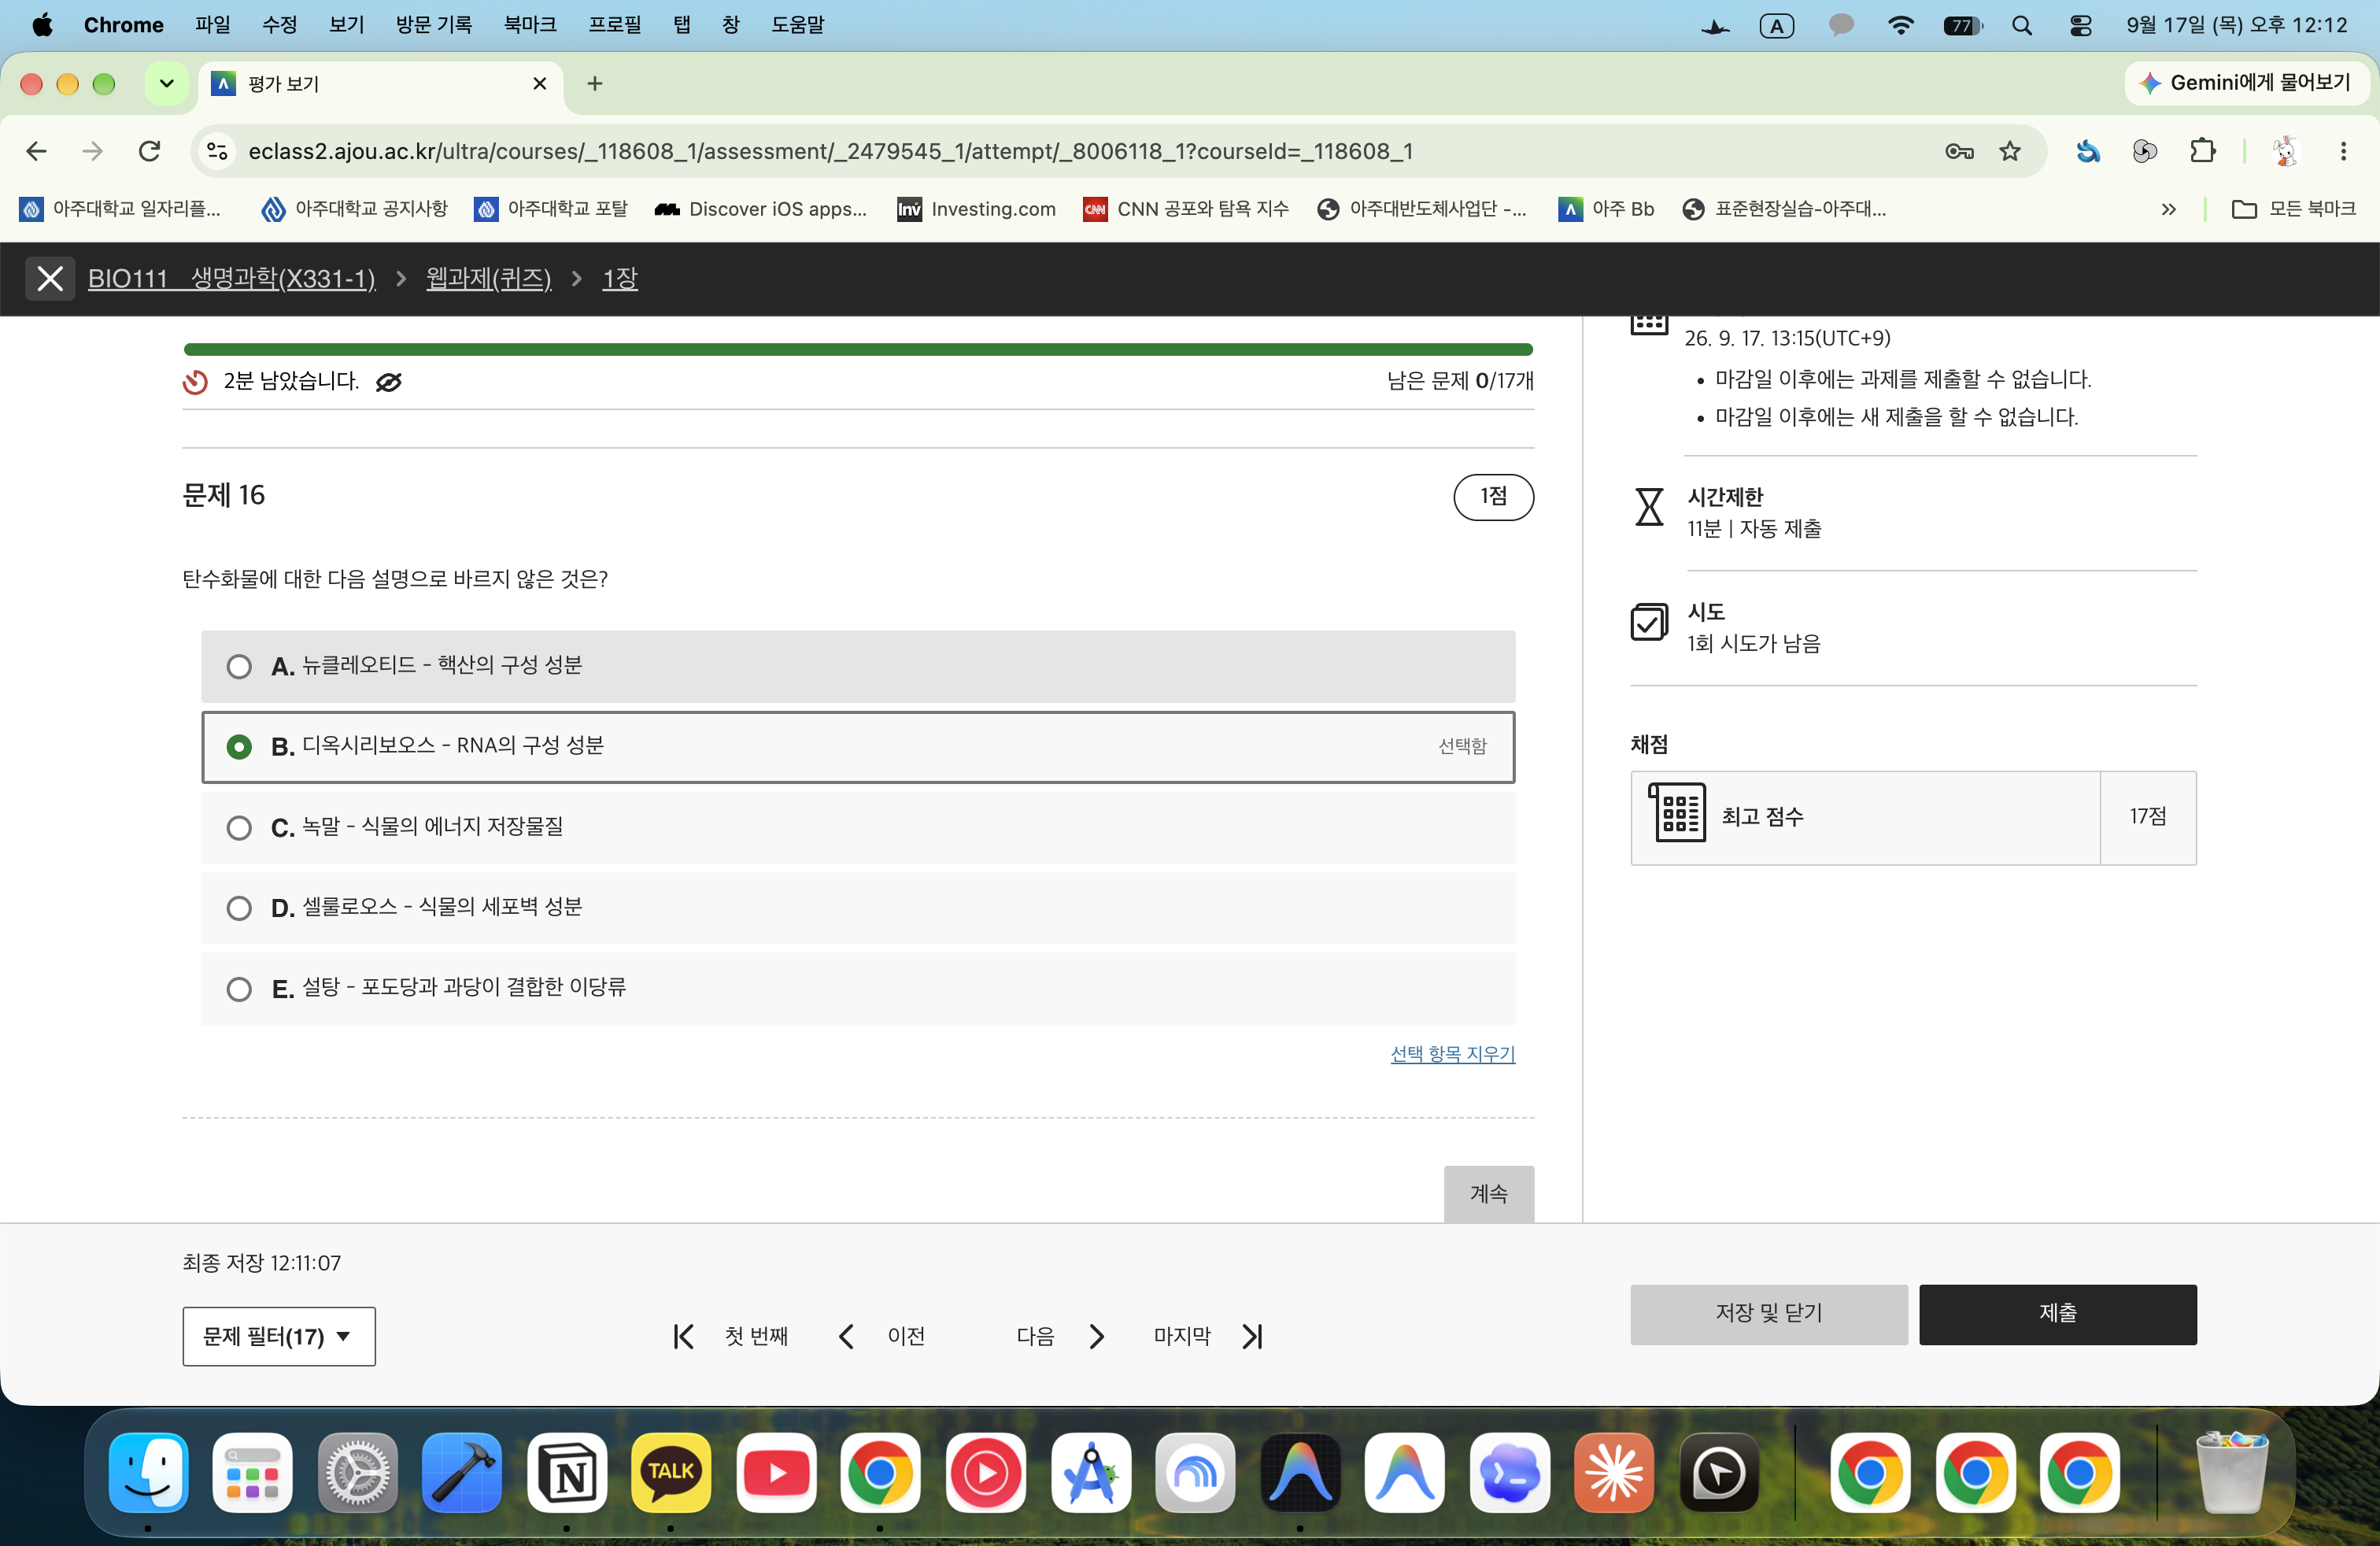 Chrome 파일 수정 보기 방문 기록 북마크 프로필 탭 창 도움말 A 77 9월 17일 (목) 오후 12:12
평가 보기 Gemini에게 물어보기
eclass2.ajou.ac.kr/ultra/courses/_118608_1/assessment/_2479545_1/attempt/_8006118_1?courseId=_118608_1
아주대학교 일자리플... 아주대학교 공지사항 아주대학교 포탈 Discover iOS apps... Inv Investing.com CNN CNN 공포와 탐욕 지수 아주대반도체사업단 -... 아주 Bb 표준현장실습-아주대... 모든 북마크
BIO111 생명과학(X331-1) 웹과제(퀴즈) 1장
2분 남았습니다. 남은 문제 0/17개
문제 16 1점
탄수화물에 대한 다음 설명으로 바르지 않은 것은?
A. 뉴클레오티드 - 핵산의 구성 성분
B. 디옥시리보오스 - RNA의 구성 성분 선택함
C. 녹말 - 식물의 에너지 저장물질
D. 셀룰로오스 - 식물의 세포벽 성분
E. 설탕 - 포도당과 과당이 결합한 이당류
선택 항목 지우기
계속
26. 9. 17. 13:15(UTC+9)
• 마감일 이후에는 과제를 제출할 수 없습니다.
• 마감일 이후에는 새 제출을 할 수 없습니다.
시간제한
11분 | 자동 제출
시도
1회 시도가 남음
채점
최고 점수 17점
최종 저장 12:11:07
문제 필터(17) 첫 번째 이전 다음 마지막 저장 및 닫기 제출
TALK